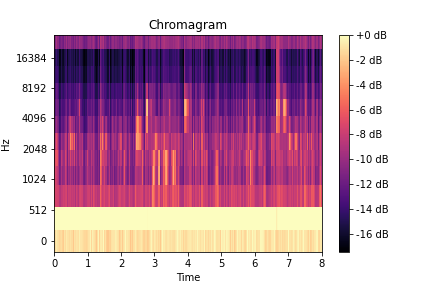 Chromagram
Hz
16384
8192
4096
2048
1024
512
0
0 1 2 3 4 5 6 7 8
Time
+0 dB
-2 dB
-4 dB
-6 dB
-8 dB
-10 dB
-12 dB
-14 dB
-16 dB